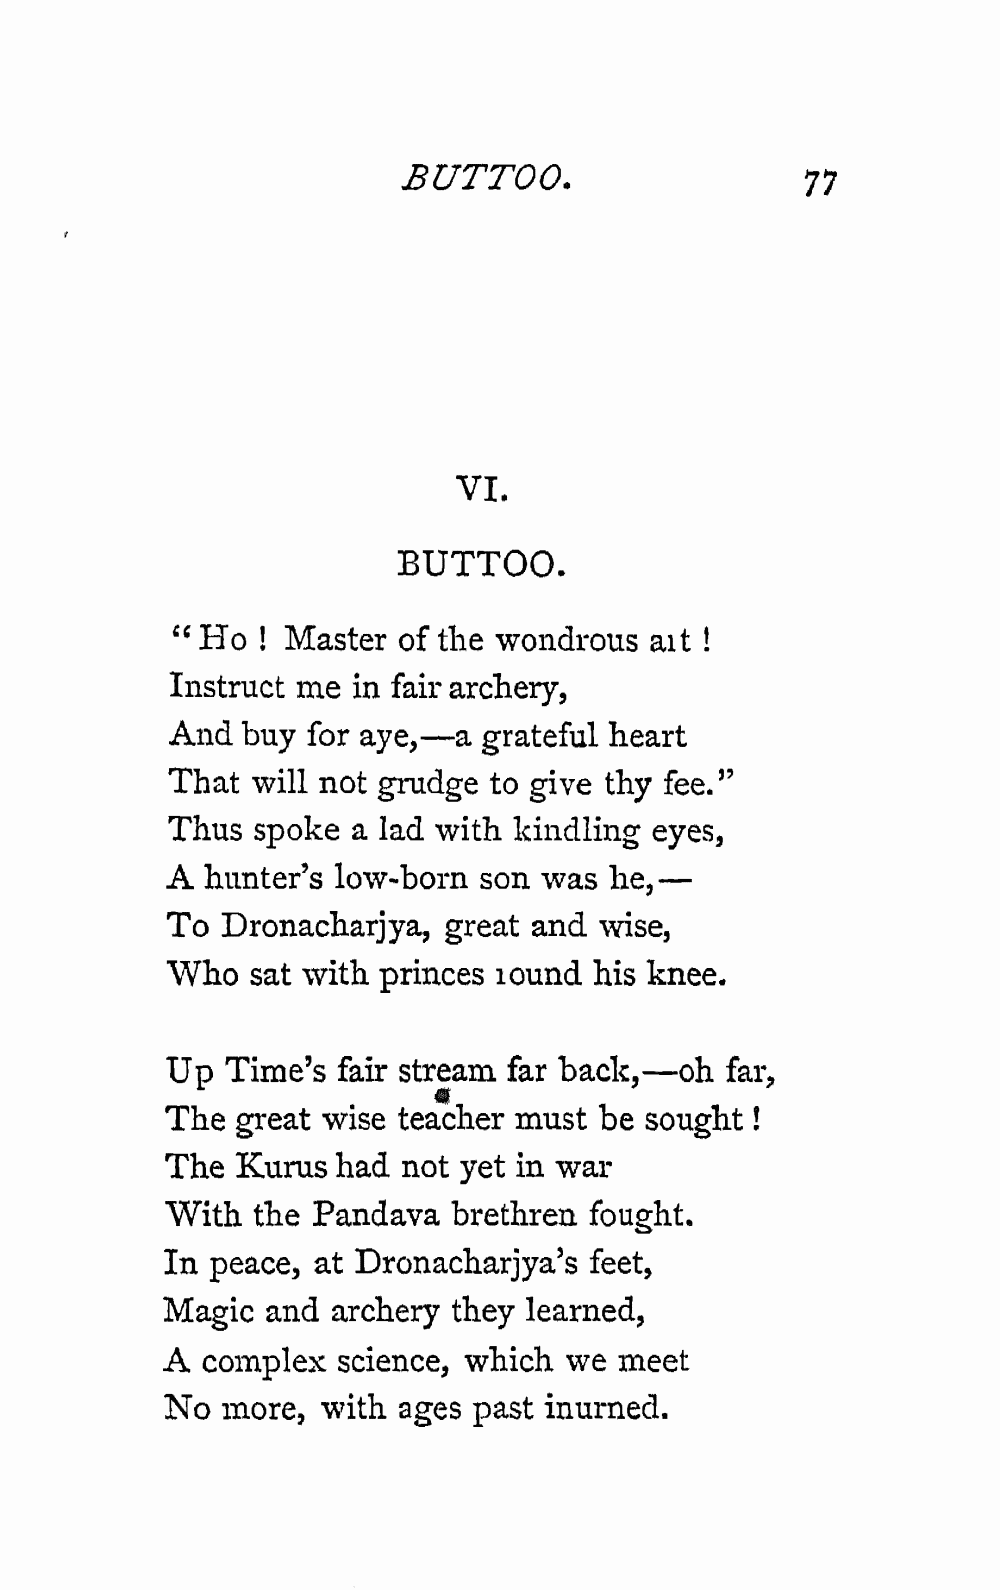 BUTTOO. 77
VI.
BUTTOO.
“Ho ! Master of the wondrous art !
Instruct me in fair archery,
And buy for aye,—a grateful heart
That will not grudge to give thy fee.”
Thus spoke a lad with kindling eyes,
A hunter’s low-born son was he,—
To Dronacharjya, great and wise,
Who sat with princes round his knee.
Up Time’s fair stream far back,—oh far,
The great wise teacher must be sought !
The Kurus had not yet in war
With the Pandava brethren fought.
In peace, at Dronacharjya’s feet,
Magic and archery they learned,
A complex science, which we meet
No more, with ages past inurned.